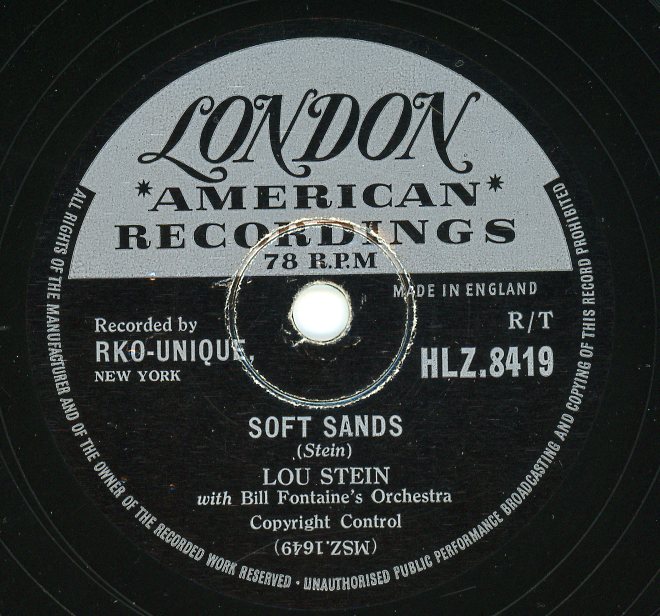 LONDON
*AMERICAN*
RECORDINGS
78 R.P.M
MADE IN ENGLAND
Recorded by
RKO-UNIQUE,
NEW YORK
R/T
HLZ.8419
SOFT SANDS
(Stein)
LOU STEIN
with Bill Fontaine's Orchestra
Copyright Control
(MSZ.1649)
ALL RIGHTS OF THE MANUFACTURER AND OF THE OWNER OF THE RECORDED WORK RESERVED · UNAUTHORISED PUBLIC PERFORMANCE BROADCASTING AND COPYING OF THIS RECORD PROHIBITED